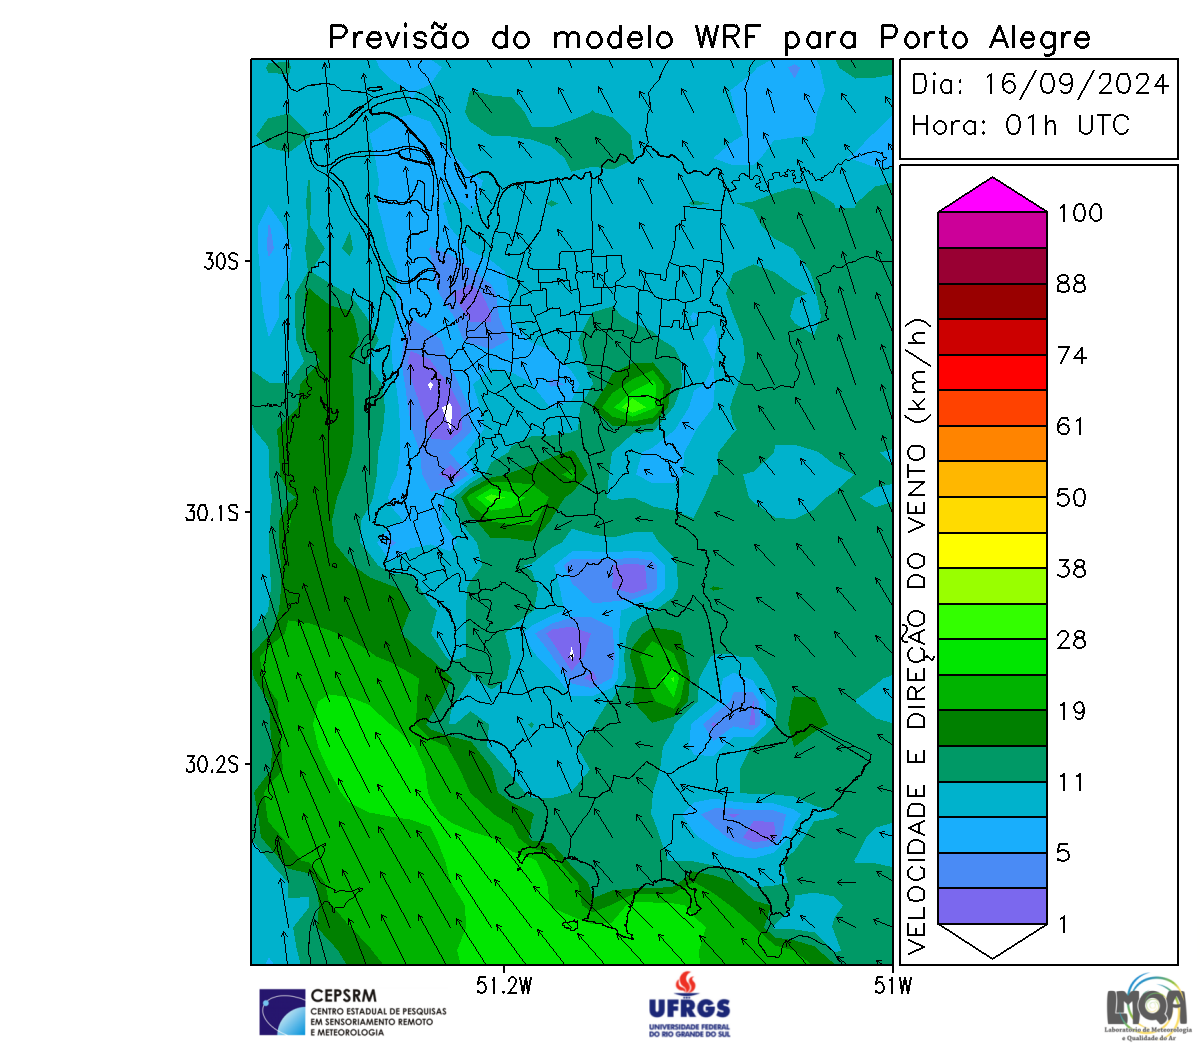 Previsão do modelo WRF para Porto Alegre
Dia: 16/09/2024
Hora: 01h UTC
30S
30.1S
30.2S
51.2W
51W
VELOCIDADE E DIREÇÃO DO VENTO (km/h)
100
88
74
61
50
38
28
19
11
5
1
CEPSRM
CENTRO ESTADUAL DE PESQUISAS
EM SENSORIAMENTO REMOTO
E METEOROLOGIA
UFRGS
UNIVERSIDADE FEDERAL
DO RIO GRANDE DO SUL
LMQA
Laboratório de Meteorologia
e Qualidade do Ar